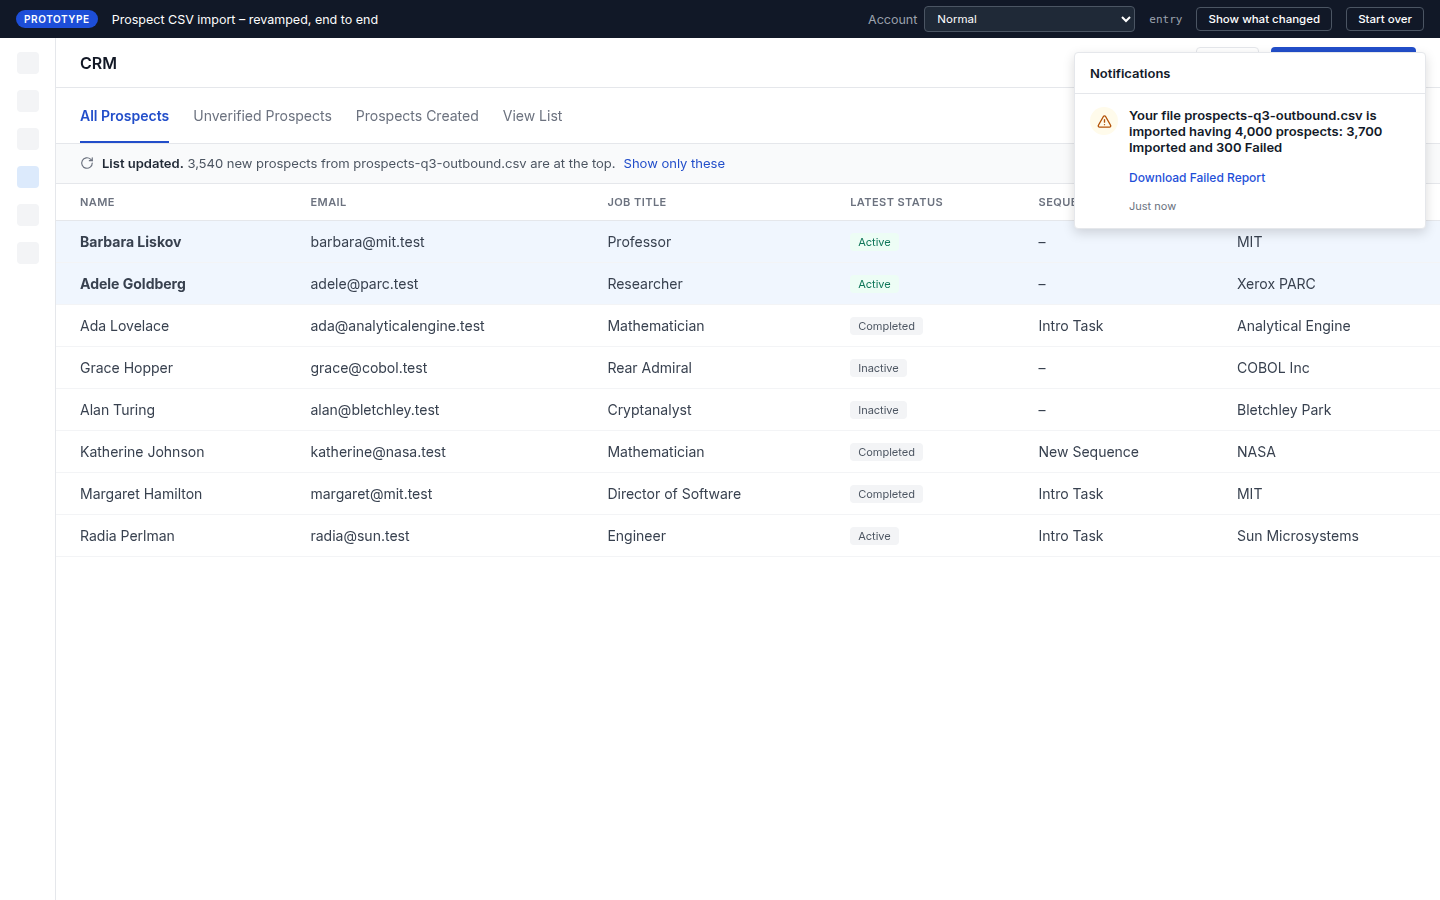 PROTOTYPE Prospect CSV import – revamped, end to end Account Normal entry Show what changed Start over
CRM
Notifications
Your file prospects-q3-outbound.csv is
imported having 4,000 prospects: 3,700
Imported and 300 Failed
Download Failed Report
Just now
All Prospects Unverified Prospects Prospects Created View List
List updated. 3,540 new prospects from prospects-q3-outbound.csv are at the top. Show only these
NAME EMAIL JOB TITLE LATEST STATUS
Barbara Liskov barbara@mit.test Professor Active – MIT
Adele Goldberg adele@parc.test Researcher Active – Xerox PARC
Ada Lovelace ada@analyticalengine.test Mathematician Completed Intro Task Analytical Engine
Grace Hopper grace@cobol.test Rear Admiral Inactive – COBOL Inc
Alan Turing alan@bletchley.test Cryptanalyst Inactive – Bletchley Park
Katherine Johnson katherine@nasa.test Mathematician Completed New Sequence NASA
Margaret Hamilton margaret@mit.test Director of Software Completed Intro Task MIT
Radia Perlman radia@sun.test Engineer Active Intro Task Sun Microsystems